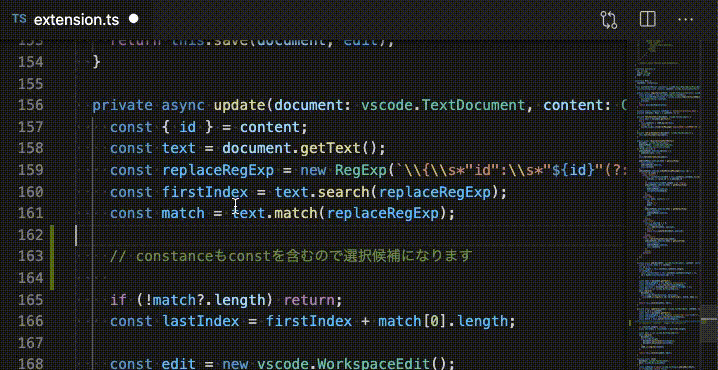 TS extension.ts
153 return this.save(document, edit);
154 }
155
156 private async update(document: vscode.TextDocument, content:
157 const { id } = content;
158 const text = document.getText();
159 const replaceRegExp = new RegExp(`\\{\\s*"id":\\s*"${id}"(?:
160 const firstIndex = text.search(replaceRegExp);
161 const match = text.match(replaceRegExp);
162
163 // constanceもconstを含むので選択候補になります
164
165 if (!match?.length) return;
166 const lastIndex = firstIndex + match[0].length;
167
168 const edit = new vscode.WorkspaceEdit();